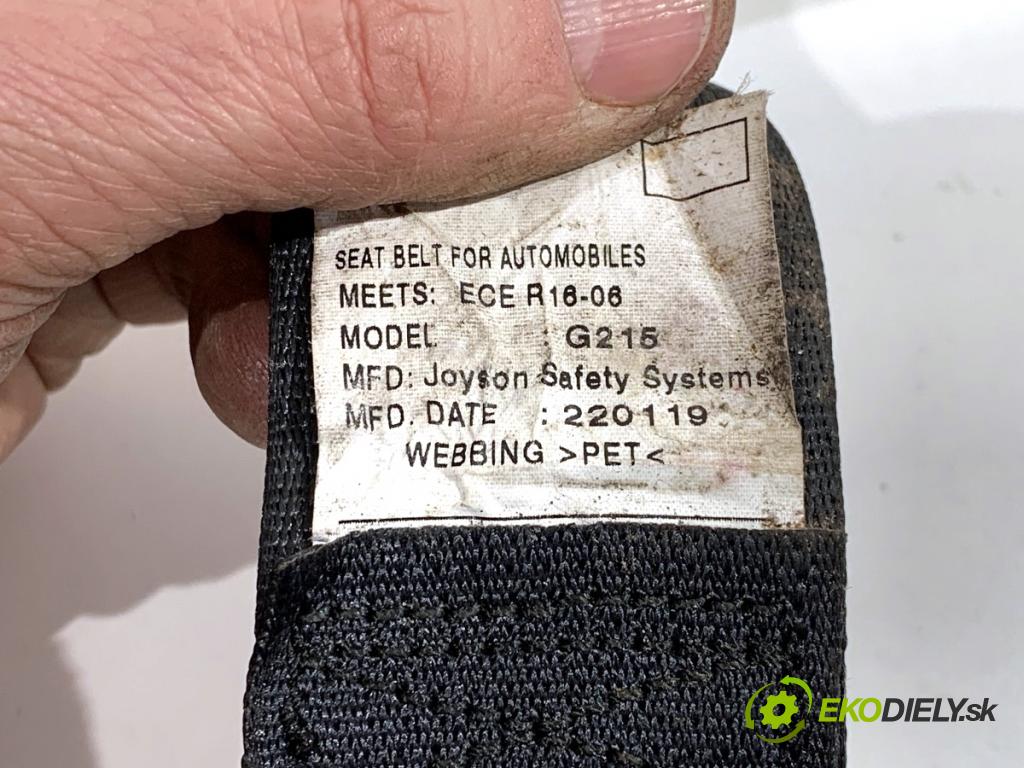 SEAT BELT FOR AUTOMOBILES
MEETS: ECE R16-06
MODEL : G215
MFD: Joyson Safety Systems
MFD. DATE : 220119
WEBBING >PET<
EKODIELY.sk